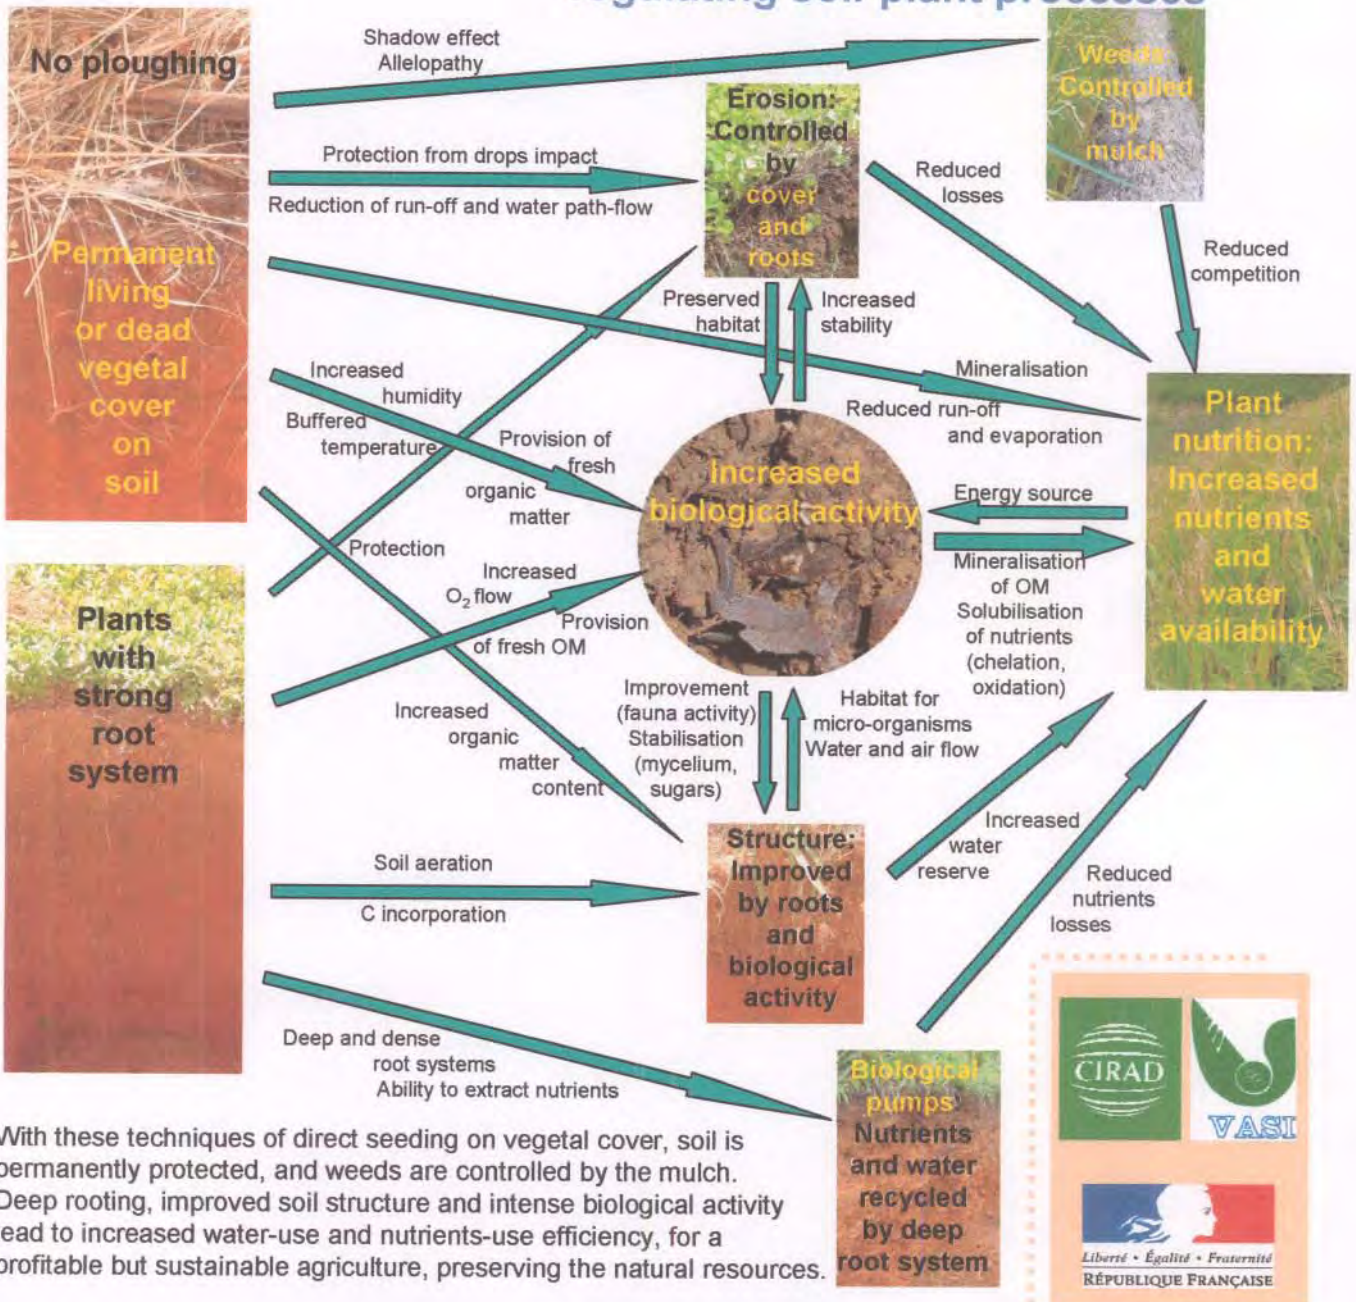 regulating soil-plant processes
No ploughing
Permanent
living
or dead
vegetal
cover
on
soil
Shadow effect
Allelopathy
Weeds:
Controlled
by
mulch
Erosion:
Controlled
by
cover
and
roots
Protection from drops impact
Reduction of run-off and water path-flow
Reduced
losses
Reduced
competition
Preserved
habitat
Increased
stability
Mineralisation
Reduced run-off
and evaporation
Increased
humidity
Buffered
temperature
Provision of
fresh
organic
matter
Increased
biological activity
Plant
nutrition:
Increased
nutrients
and
water
availability
Energy source
Mineralisation
of OM
Solubilisation
of nutrients
(chelation,
oxidation)
Protection
Increased
O2 flow
Provision
of fresh OM
Plants
with
strong
root
system
Increased
organic
matter
content
Improvement
(fauna activity)
Stabilisation
(mycelium,
sugars)
Habitat for
micro-organisms
Water and air flow
Structure:
Improved
by roots
and
biological
activity
Soil aeration
C incorporation
Increased
water
reserve
Reduced
nutrients
losses
Deep and dense
root systems
Ability to extract nutrients
Biological
pumps
Nutrients
and water
recycled
by deep
root system
With these techniques of direct seeding on vegetal cover, soil is
permanently protected, and weeds are controlled by the mulch.
Deep rooting, improved soil structure and intense biological activity
lead to increased water-use and nutrients-use efficiency, for a
profitable but sustainable agriculture, preserving the natural resources.
CIRAD
VASI
Liberté • Égalité • Fraternité
RÉPUBLIQUE FRANÇAISE